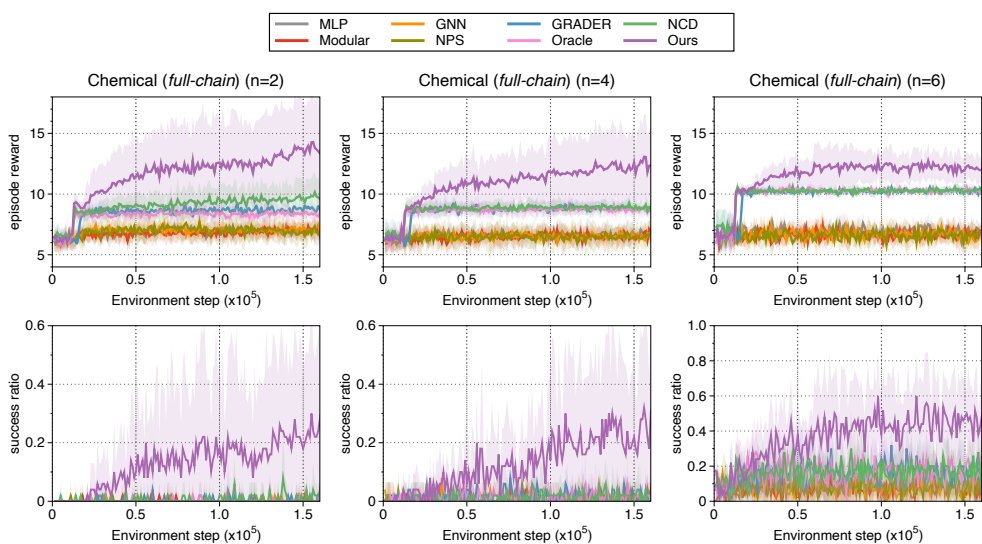 MLP GNN GRADER NCD
Modular NPS Oracle Ours
Chemical (full-chain) (n=2) Chemical (full-chain) (n=4) Chemical (full-chain) (n=6)
episode reward episode reward episode reward
15 15 15
10 10 10
5 5 5
0 0.5 1.0 1.5 0 0.5 1.0 1.5 0 0.5 1.0 1.5
Environment step (x10⁵) Environment step (x10⁵) Environment step (x10⁵)
success ratio success ratio success ratio
0.6 0.6 1.0
0.8
0.4 0.4 0.6
0.2 0.2 0.4
0.2
0 0 0
0 0.5 1.0 1.5 0 0.5 1.0 1.5 0 0.5 1.0 1.5
Environment step (x10⁵) Environment step (x10⁵) Environment step (x10⁵)